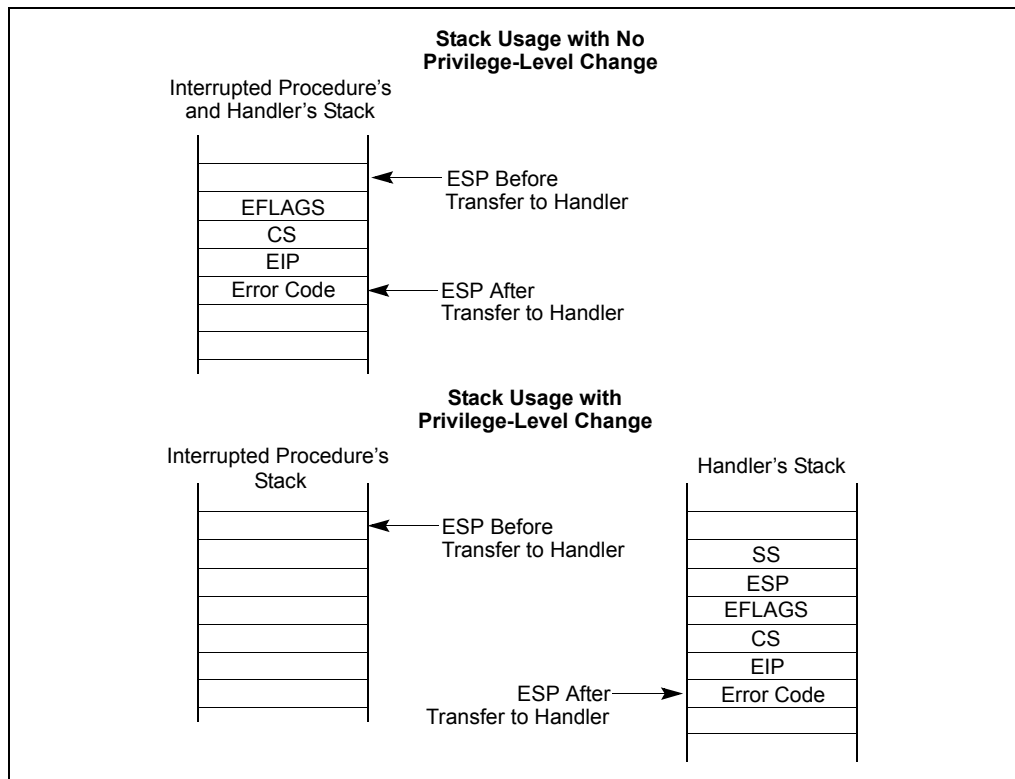 Stack Usage with No
Privilege-Level Change
Interrupted Procedure's
and Handler's Stack
ESP Before
Transfer to Handler
EFLAGS
CS
EIP
Error Code
ESP After
Transfer to Handler
Stack Usage with
Privilege-Level Change
Interrupted Procedure's
Stack
Handler's Stack
ESP Before
Transfer to Handler
SS
ESP
EFLAGS
CS
EIP
ESP After
Transfer to Handler
Error Code